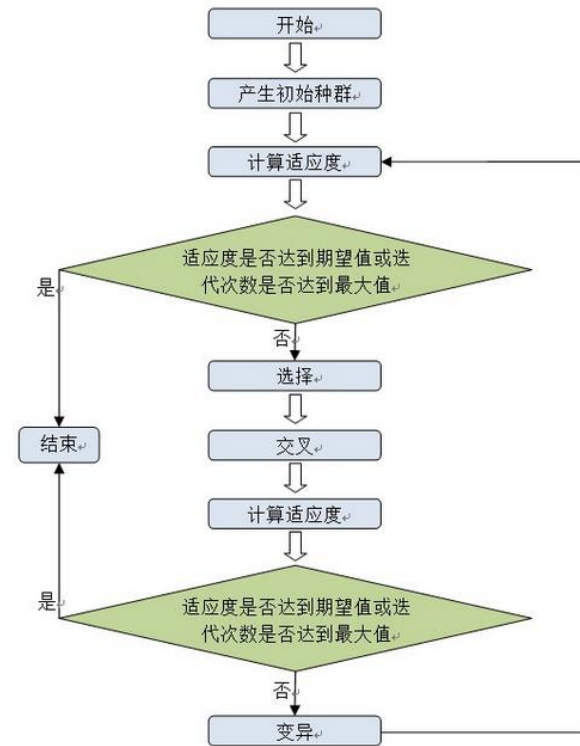 开始
产生初始种群
计算适应度
适应度是否达到期望值或迭
代次数是否达到最大值
是
否
选择
结束
交叉
计算适应度
适应度是否达到期望值或迭
代次数是否达到最大值
是
否
变异